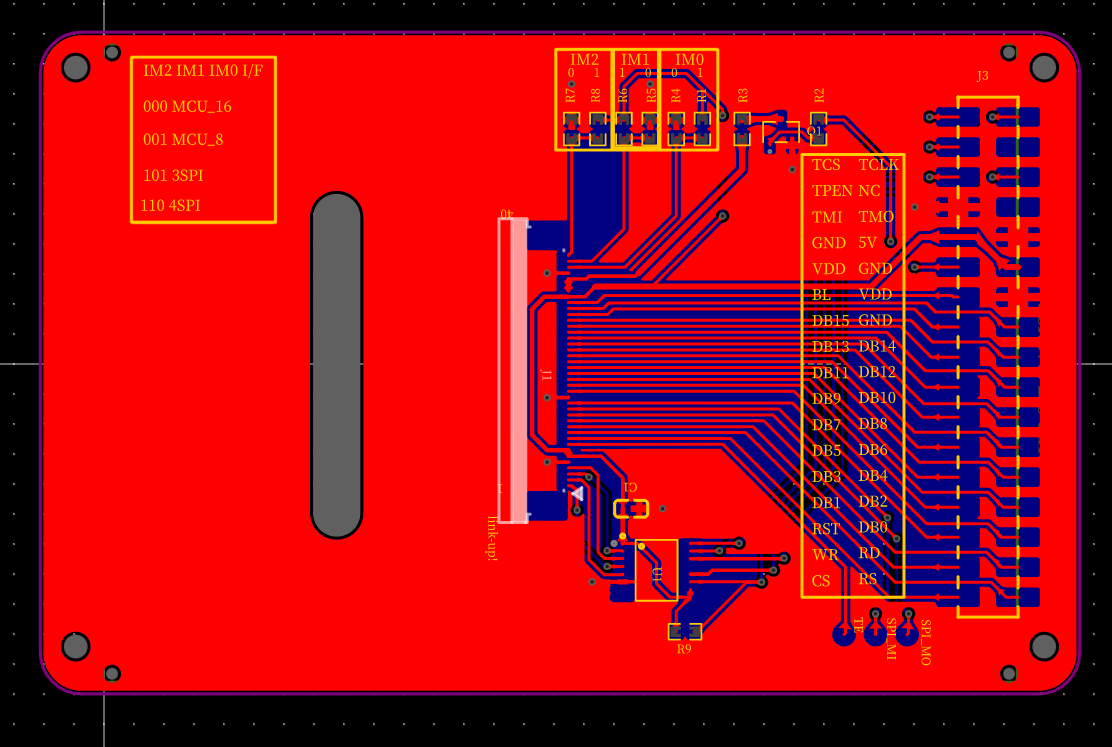 IM2 IM1 IM0 I/F
000 MCU_16
001 MCU_8
101 3SPI
110 4SPI
IM2 IM1 IM0
0 1 1 0 0 1
R7 R8 R6 R5 R4 R1 R3 R2
Q1
J3
TCS TCLK
TPEN NC
TMI TMO
GND 5V
VDD GND
BL VDD
DB15 GND
DB13 DB14
DB11 DB12
DB9 DB10
DB7 DB8
DB5 DB6
DB3 DB4
DB1 DB2
RST DB0
WR RD
CS RS
40
J1
1
link-up!
C1
U1
R9
TE
SPI_MI
SPI_MO